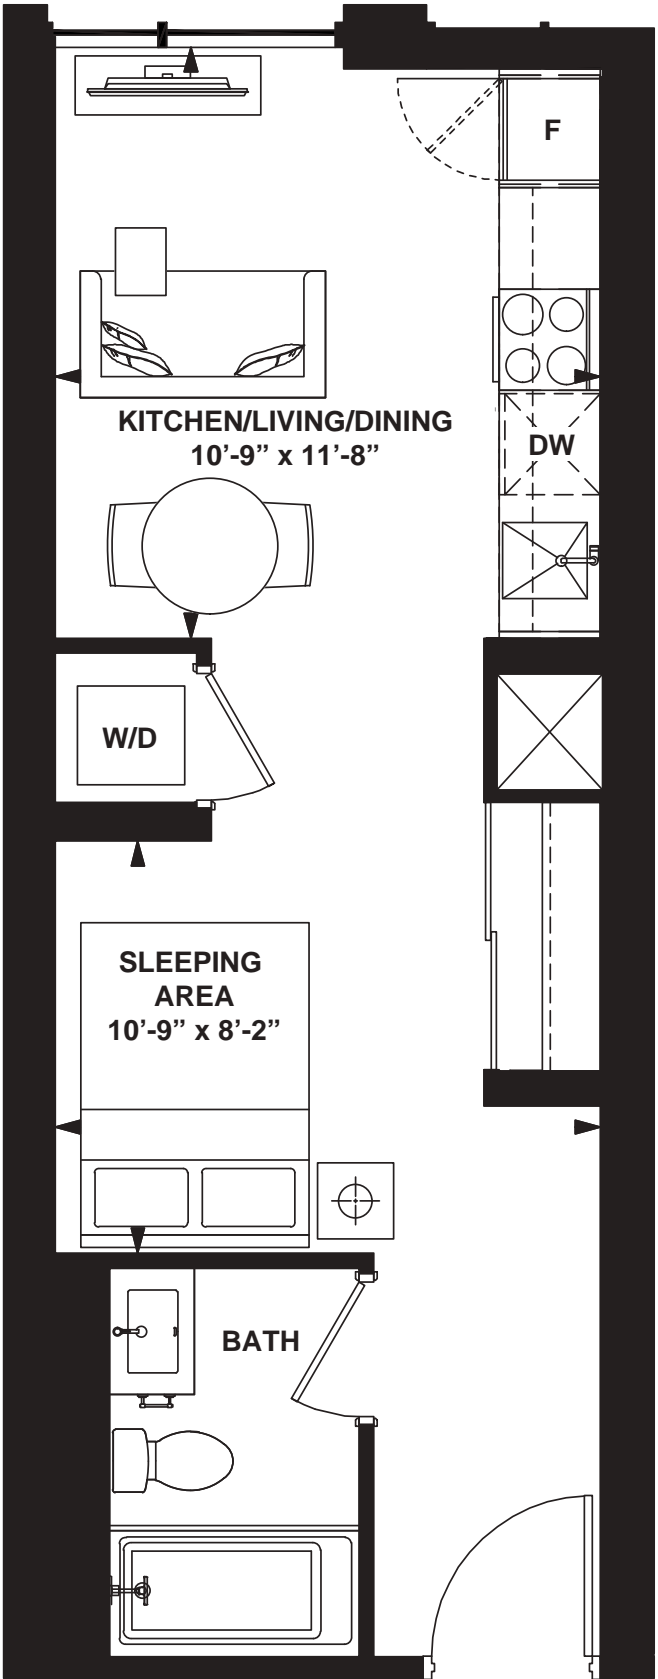 F
KITCHEN/LIVING/DINING
10’-9” x 11’-8”
DW
W/D
SLEEPING
AREA
10’-9” x 8’-2”
BATH